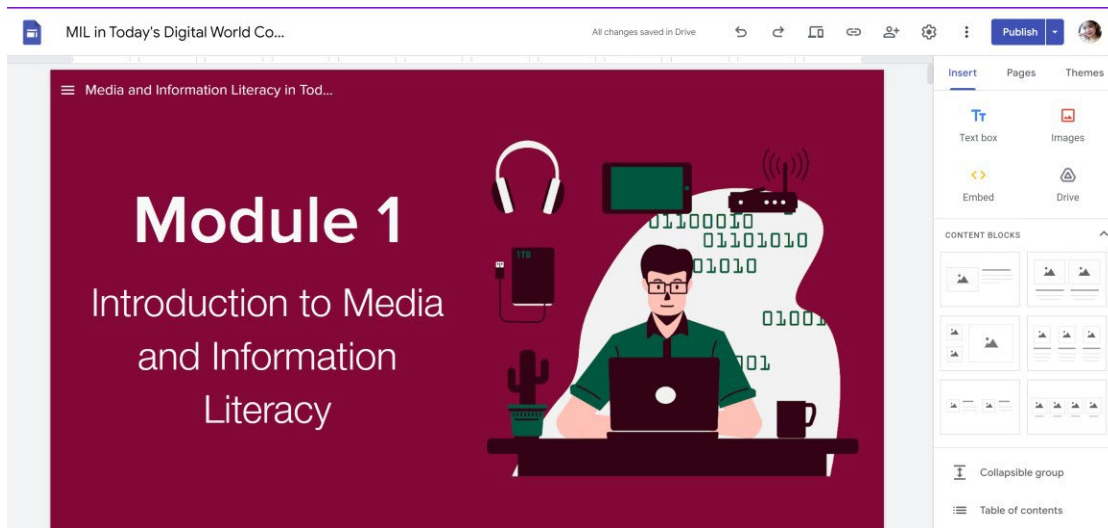 MIL in Today's Digital World Co...
All changes saved in Drive
Publish
Media and Information Literacy in Tod...
Module 1
Introduction to Media
and Information
Literacy
1TB
01100010
01101010
01010
01001
001
Insert Pages Themes
Text box Images
Embed Drive
CONTENT BLOCKS
Collapsible group
Table of contents